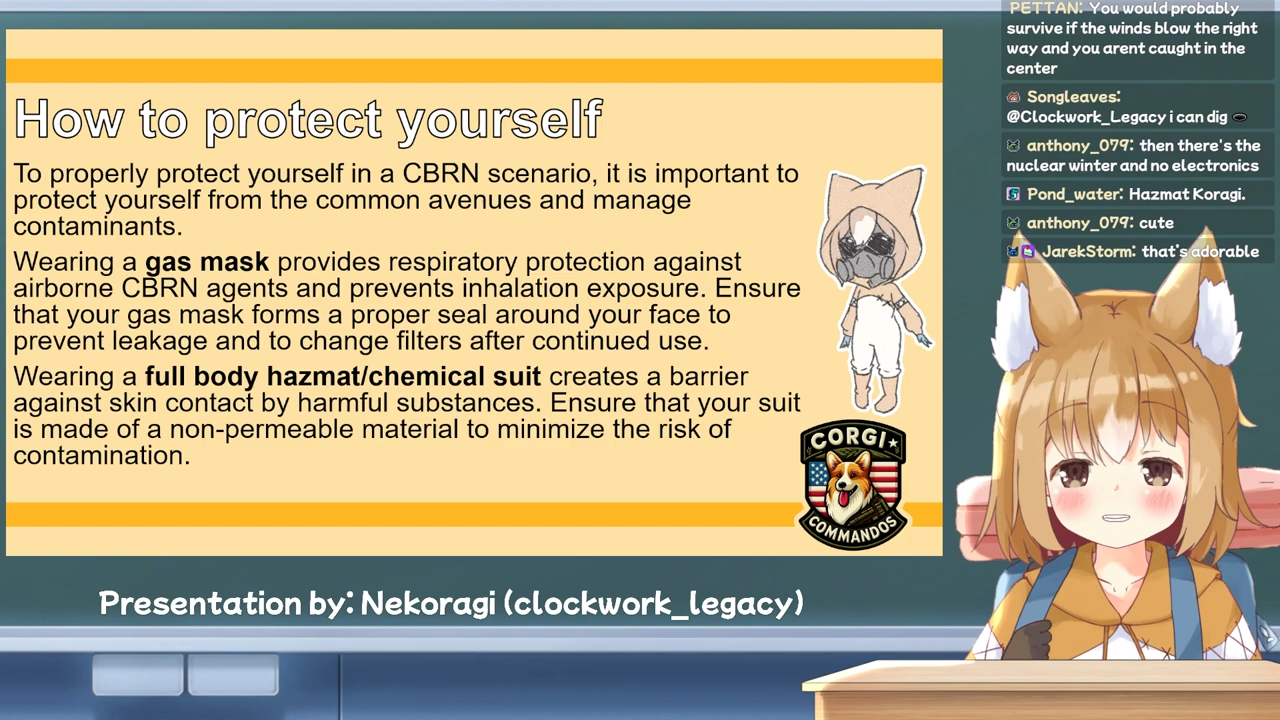 How to protect yourself
To properly protect yourself in a CBRN scenario, it is important to
protect yourself from the common avenues and manage
contaminants.
Wearing a gas mask provides respiratory protection against
airborne CBRN agents and prevents inhalation exposure. Ensure
that your gas mask forms a proper seal around your face to
prevent leakage and to change filters after continued use.
Wearing a full body hazmat/chemical suit creates a barrier
against skin contact by harmful substances. Ensure that your suit
is made of a non-permeable material to minimize the risk of
contamination.
CORGI
COMMANDOS
Presentation by: Nekoragi (clockwork_legacy)
PETTAN: You would probably
survive if the winds blow the right
way and you arent caught in the
center
Songleaves:
@Clockwork_Legacy i can dig
anthony_079: then there's the
nuclear winter and no electronics
Pond_water: Hazmat Koragi.
anthony_079: cute
JarekStorm: that's adorable